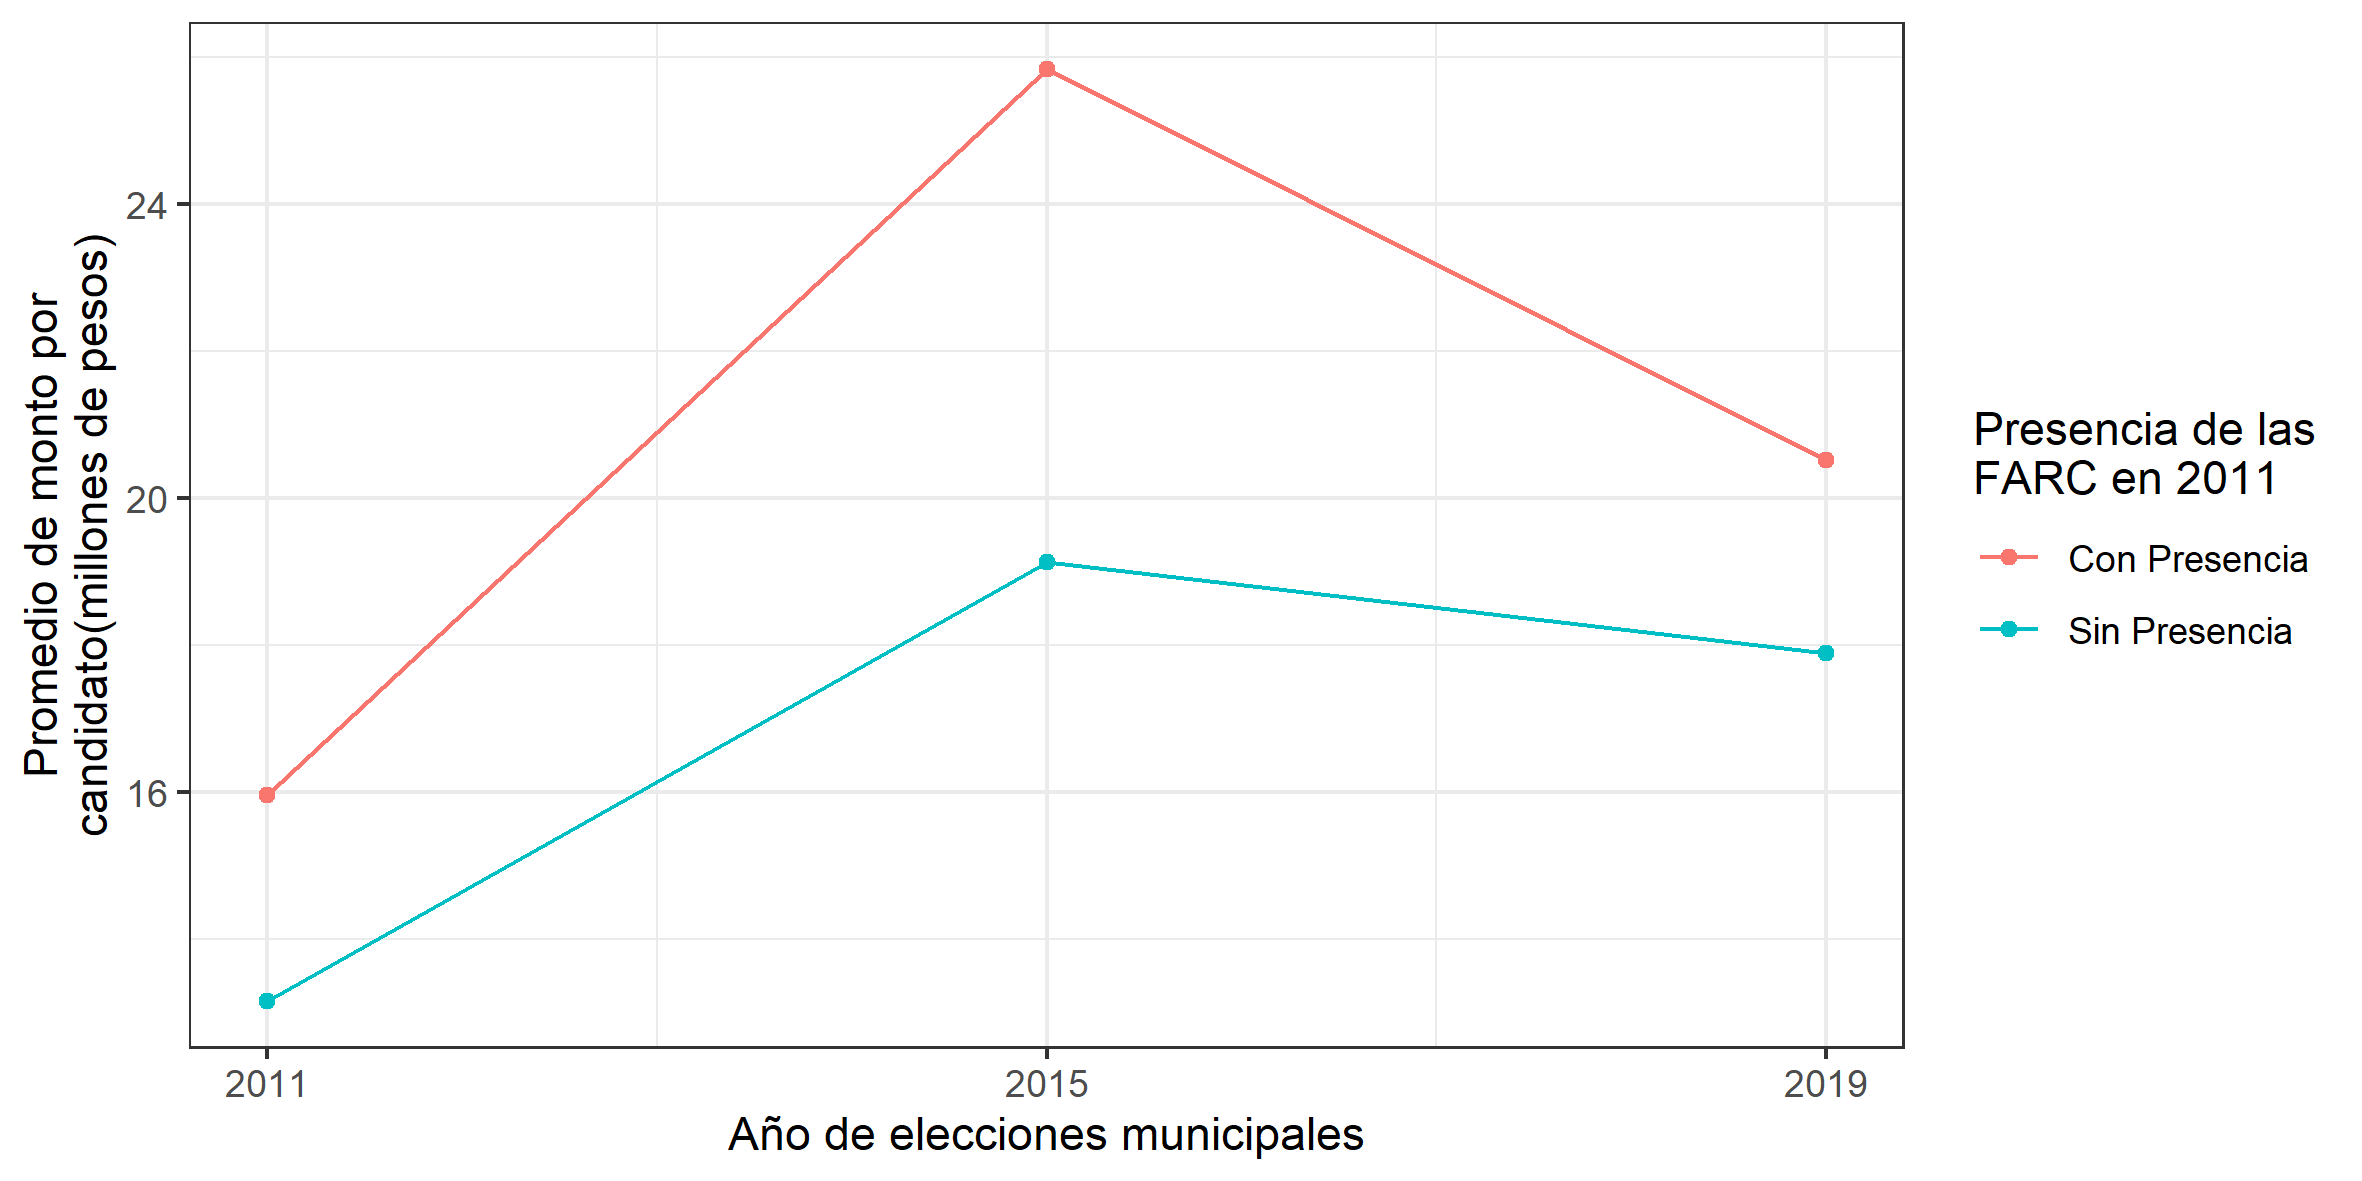 Promedio de monto por
candidato(millones de pesos)
24
20
16
2011
2015
2019
Año de elecciones municipales
Presencia de las
FARC en 2011
Con Presencia
Sin Presencia